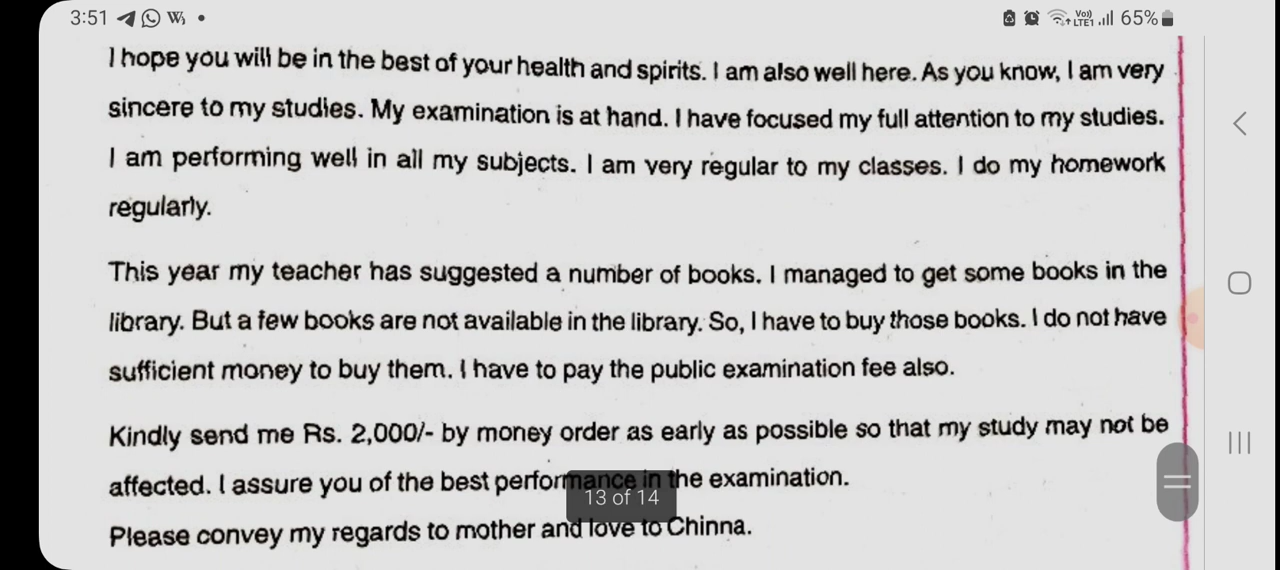 3:51 W
Vo)) LTE1 65%
I hope you will be in the best of your health and spirits. I am also well here. As you know, I am very
sincere to my studies. My examination is at hand. I have focused my full attention to my studies.
I am performing well in all my subjects. I am very regular to my classes. I do my homework
regularly.
This year my teacher has suggested a number of books. I managed to get some books in the
library. But a few books are not available in the library. So, I have to buy those books. I do not have
sufficient money to buy them. I have to pay the public examination fee also.
Kindly send me Rs. 2,000/- by money order as early as possible so that my study may not be
affected. I assure you of the best performance in the examination.
13 of 14
Please convey my regards to mother and love to Chinna.